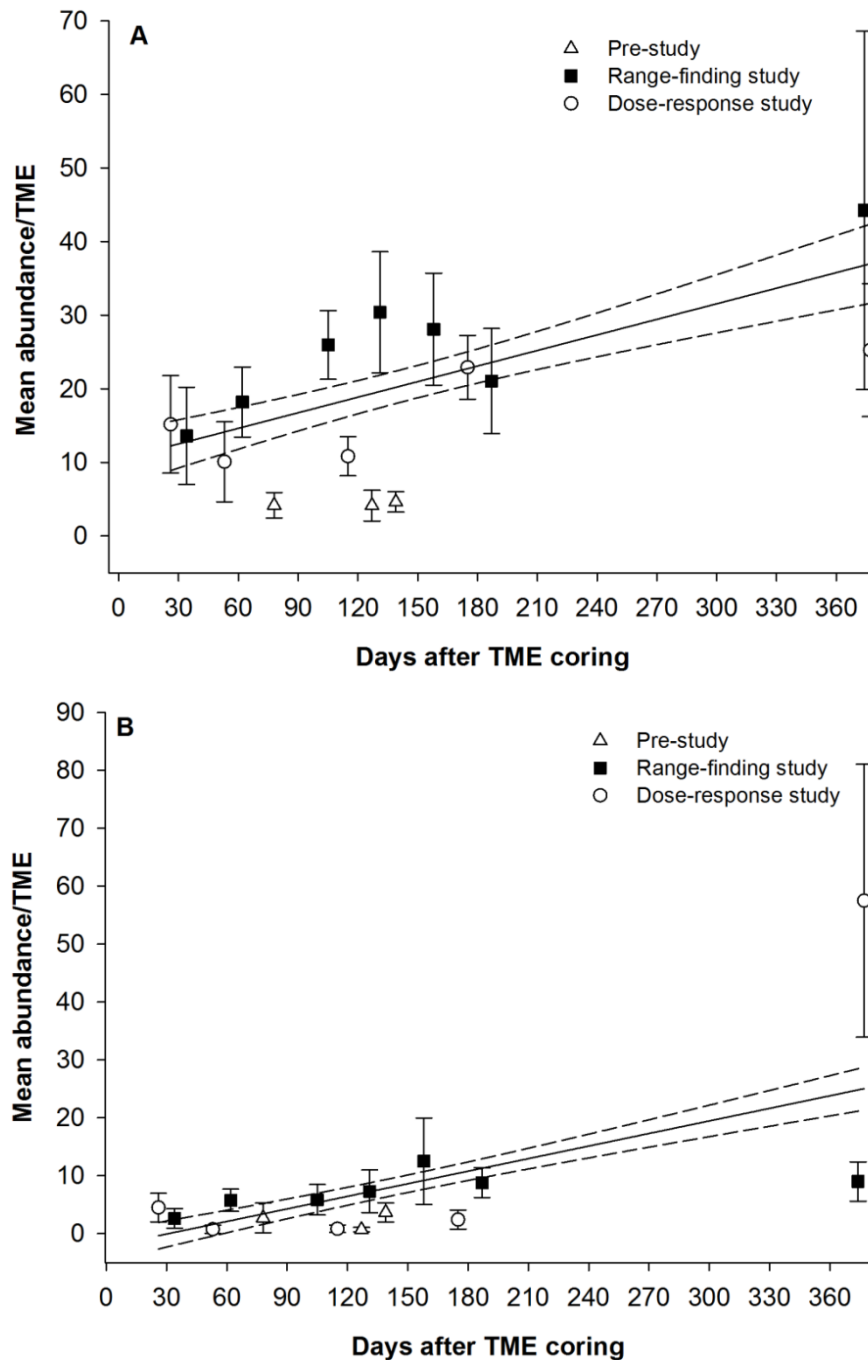 A
Pre-study
Range-finding study
Dose-response study
70
60
50
40
30
20
10
0
Mean abundance/TME
0 30 60 90 120 150 180 210 240 270 300 330 360
Days after TME coring
B
Pre-study
Range-finding study
Dose-response study
90
80
70
60
50
40
30
20
10
0
Mean abundance/TME
0 30 60 90 120 150 180 210 240 270 300 330 360
Days after TME coring